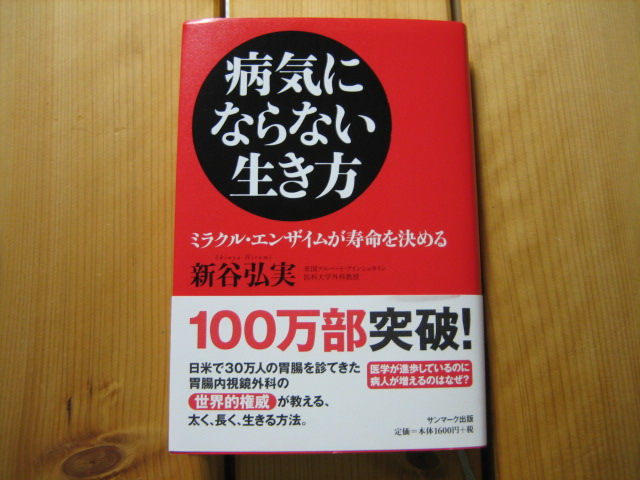 病気に
ならない
生き方
ミラクル・エンザイムが寿命を決める
Shinya Hiromi
新谷弘実
米国アルバート・アインシュタイン
医科大学外科教授
100万部突破!
日米で30万人の胃腸を診てきた
胃腸内視鏡外科の
世界的権威が教える、
太く、長く、生きる方法。
医学が進歩しているのに
病人が増えるのはなぜ?
サンマーク出版
定価=本体1600円+税